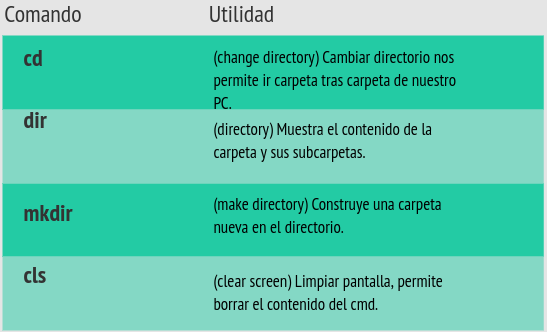 Comando Utilidad
cd
(change directory) Cambiar directorio nos
permite ir carpeta tras carpeta de nuestro
PC.
dir
(directory) Muestra el contenido de la
carpeta y sus subcarpetas.
mkdir
(make directory) Construye una carpeta
nueva en el directorio.
cls
(clear screen) Limpiar pantalla, permite
borrar el contenido del cmd.